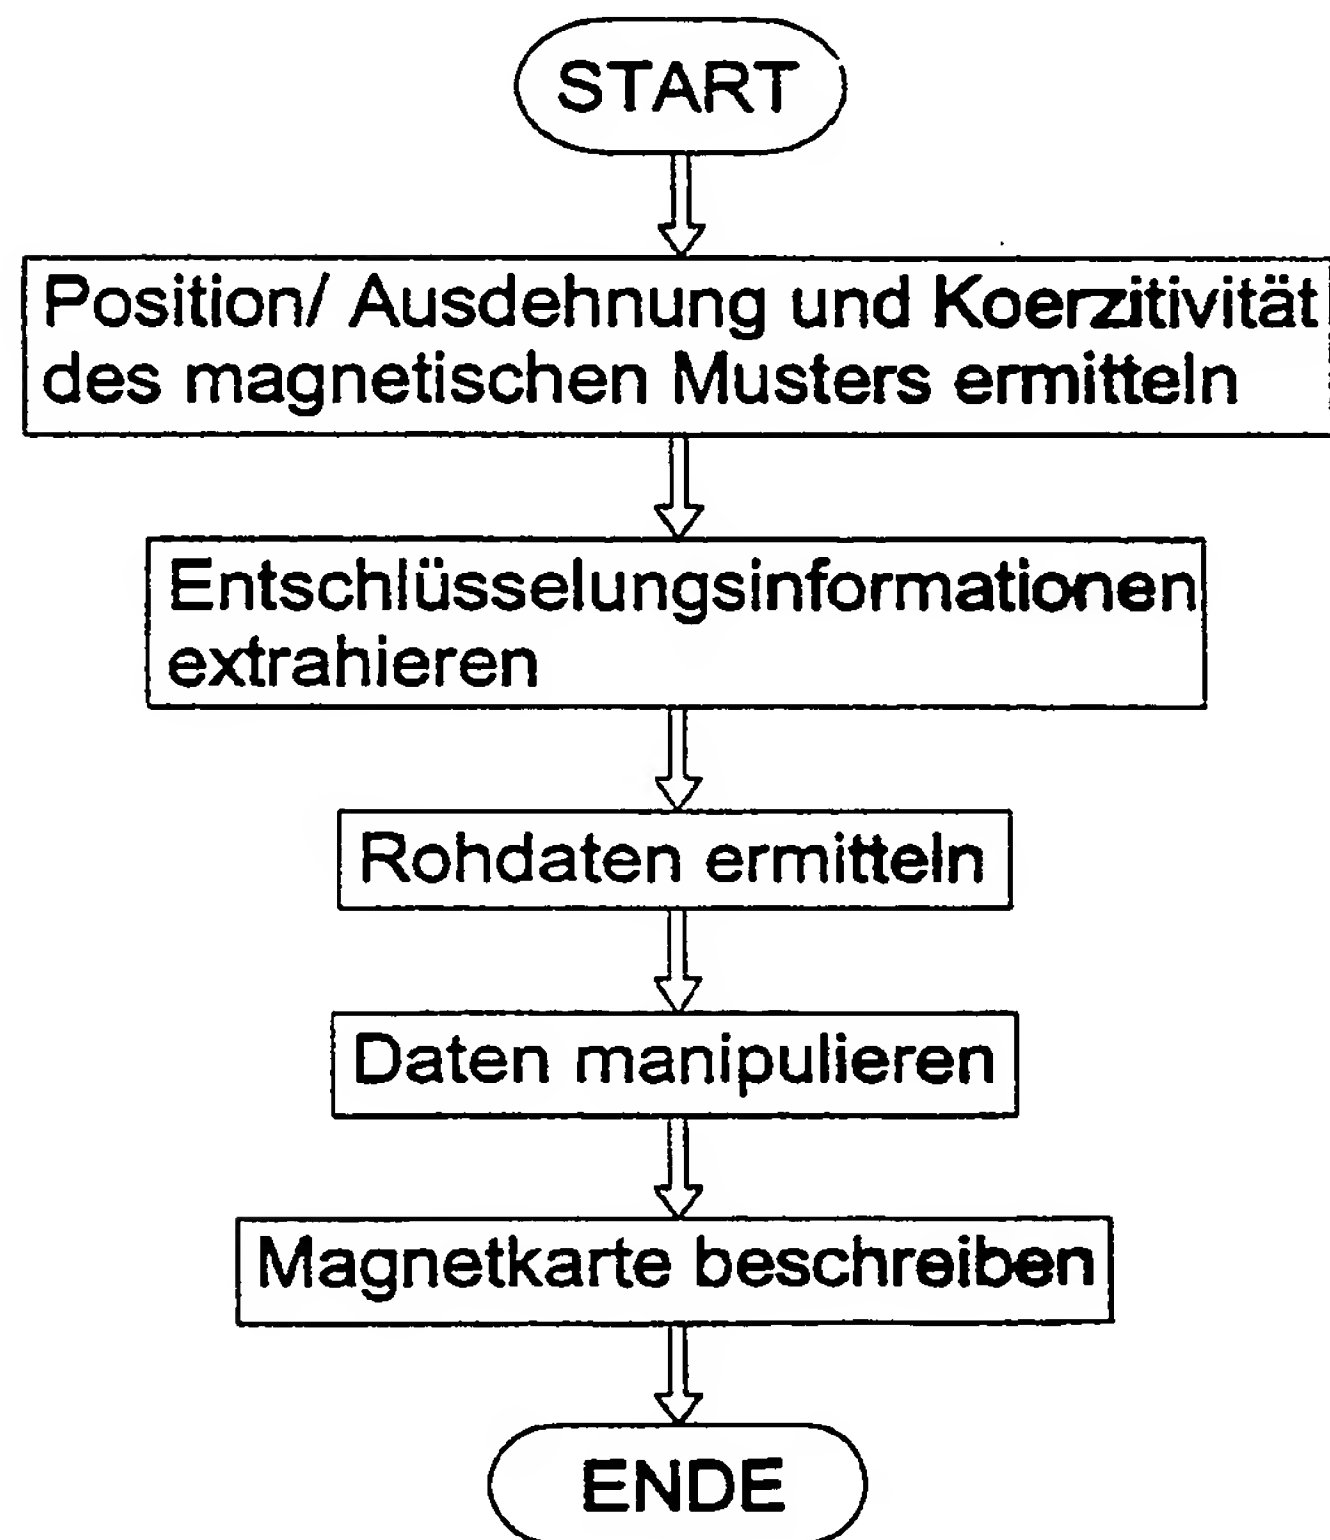 START
Position/ Ausdehnung und Koerzitivität
des magnetischen Musters ermitteln
Entschlüsselungsinformationen
extrahieren
Rohdaten ermitteln
Daten manipulieren
Magnetkarte beschreiben
ENDE